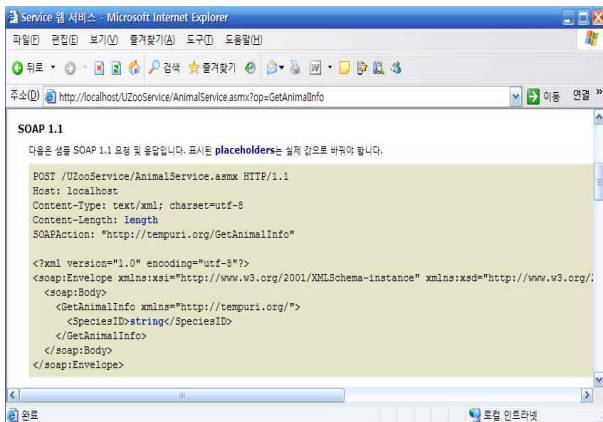 Service 웹 서비스 - Microsoft Internet Explorer
파일(F) 편집(E) 보기(V) 즐겨찾기(A) 도구(T) 도움말(H)
뒤로 검색 즐겨찾기
주소(D) http://localhost/UZooService/AnimalService.asmx?op=GetAnimalInfo 이동 연결 »
SOAP 1.1
다음은 샘플 SOAP 1.1 요청 및 응답입니다. 표시된 placeholders는 실제 값으로 바꿔야 합니다.
POST /UZooService/AnimalService.asmx HTTP/1.1
Host: localhost
Content-Type: text/xml; charset=utf-8
Content-Length: length
SOAPAction: "http://tempuri.org/GetAnimalInfo"
<?xml version="1.0" encoding="utf-8"?>
<soap:Envelope xmlns:xsi="http://www.w3.org/2001/XMLSchema-instance" xmlns:xsd="http://www.w3.org/2
<soap:Body>
<GetAnimalInfo xmlns="http://tempuri.org/">
<SpeciesID>string</SpeciesID>
</GetAnimalInfo>
</soap:Body>
</soap:Envelope>
완료 로컬 인트라넷